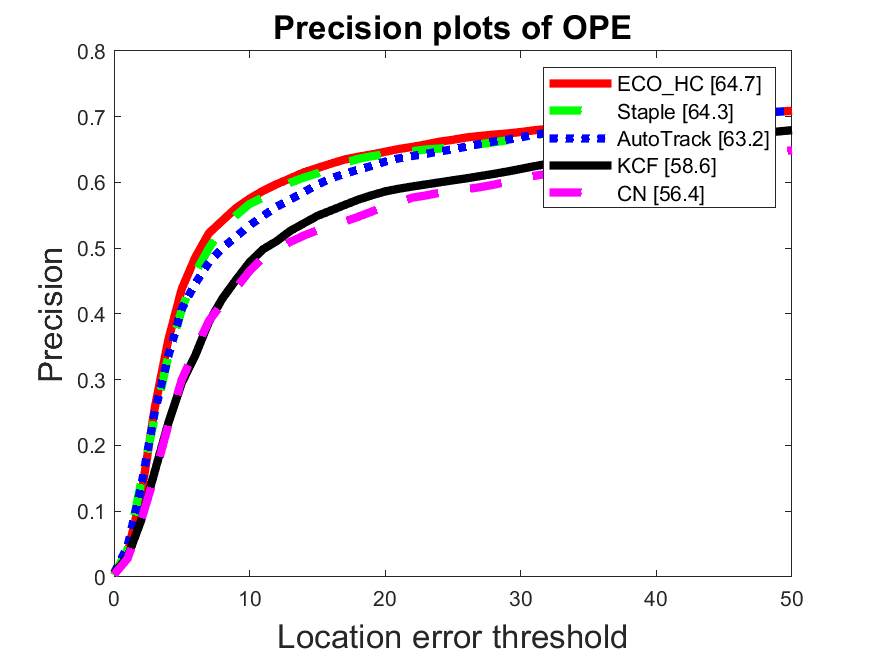 Precision plots of OPE
0.8
0.7
0.6
0.5
0.4
0.3
0.2
0.1
0
Precision
ECO_HC [64.7]
Staple [64.3]
AutoTrack [63.2]
KCF [58.6]
CN [56.4]
0 10 20 30 40 50
Location error threshold